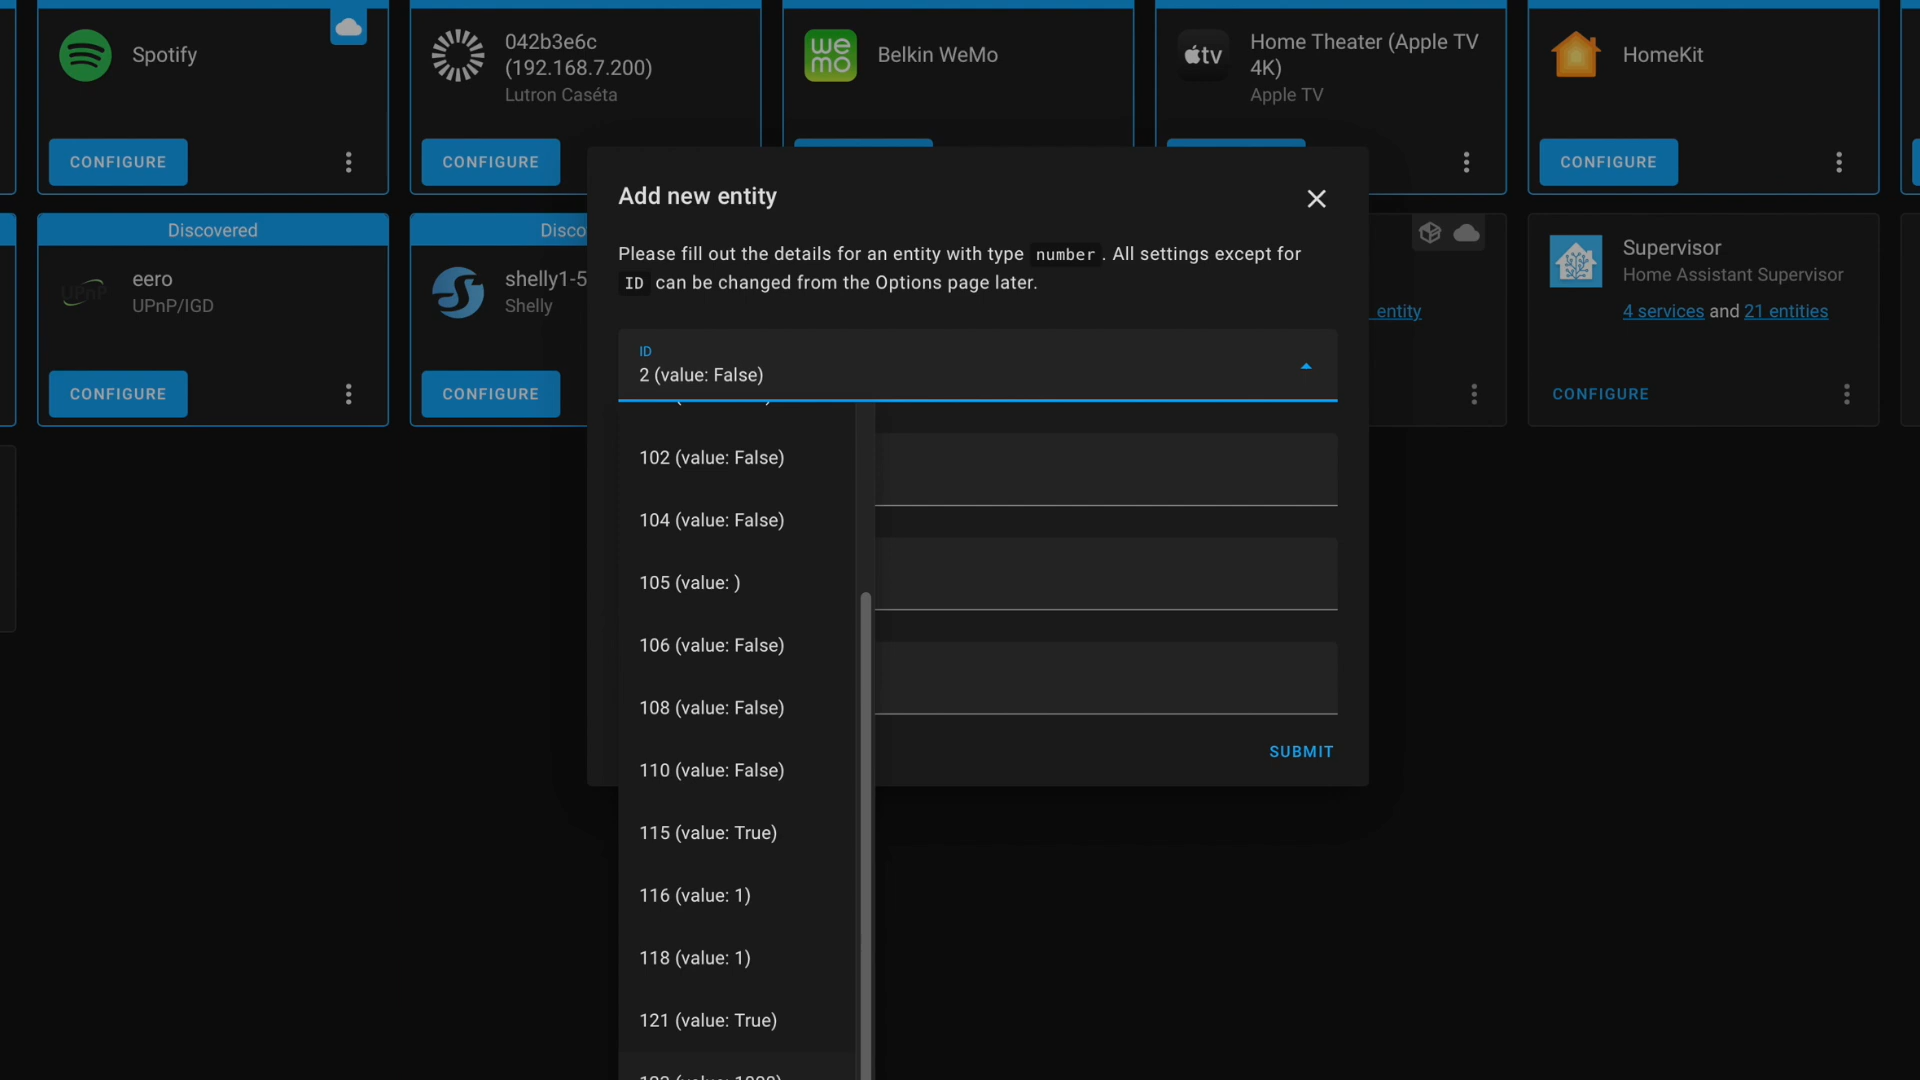 Spotify
CONFIGURE
042b3e6c
(192.168.7.200)
Lutron Caséta
CONFIGURE
we
mo
Belkin WeMo
tv
Home Theater (Apple TV
4K)
Apple TV
HomeKit
CONFIGURE
Discovered
UPnP
eero
UPnP/IGD
CONFIGURE
Disco
shelly1-5
Shelly
CONFIGURE
entity
Supervisor
Home Assistant Supervisor
4 services and 21 entities
CONFIGURE
Add new entity
Please fill out the details for an entity with type number. All settings except for
ID can be changed from the Options page later.
ID
2 (value: False)
102 (value: False)
104 (value: False)
105 (value: )
106 (value: False)
108 (value: False)
110 (value: False)
115 (value: True)
116 (value: 1)
118 (value: 1)
121 (value: True)
SUBMIT